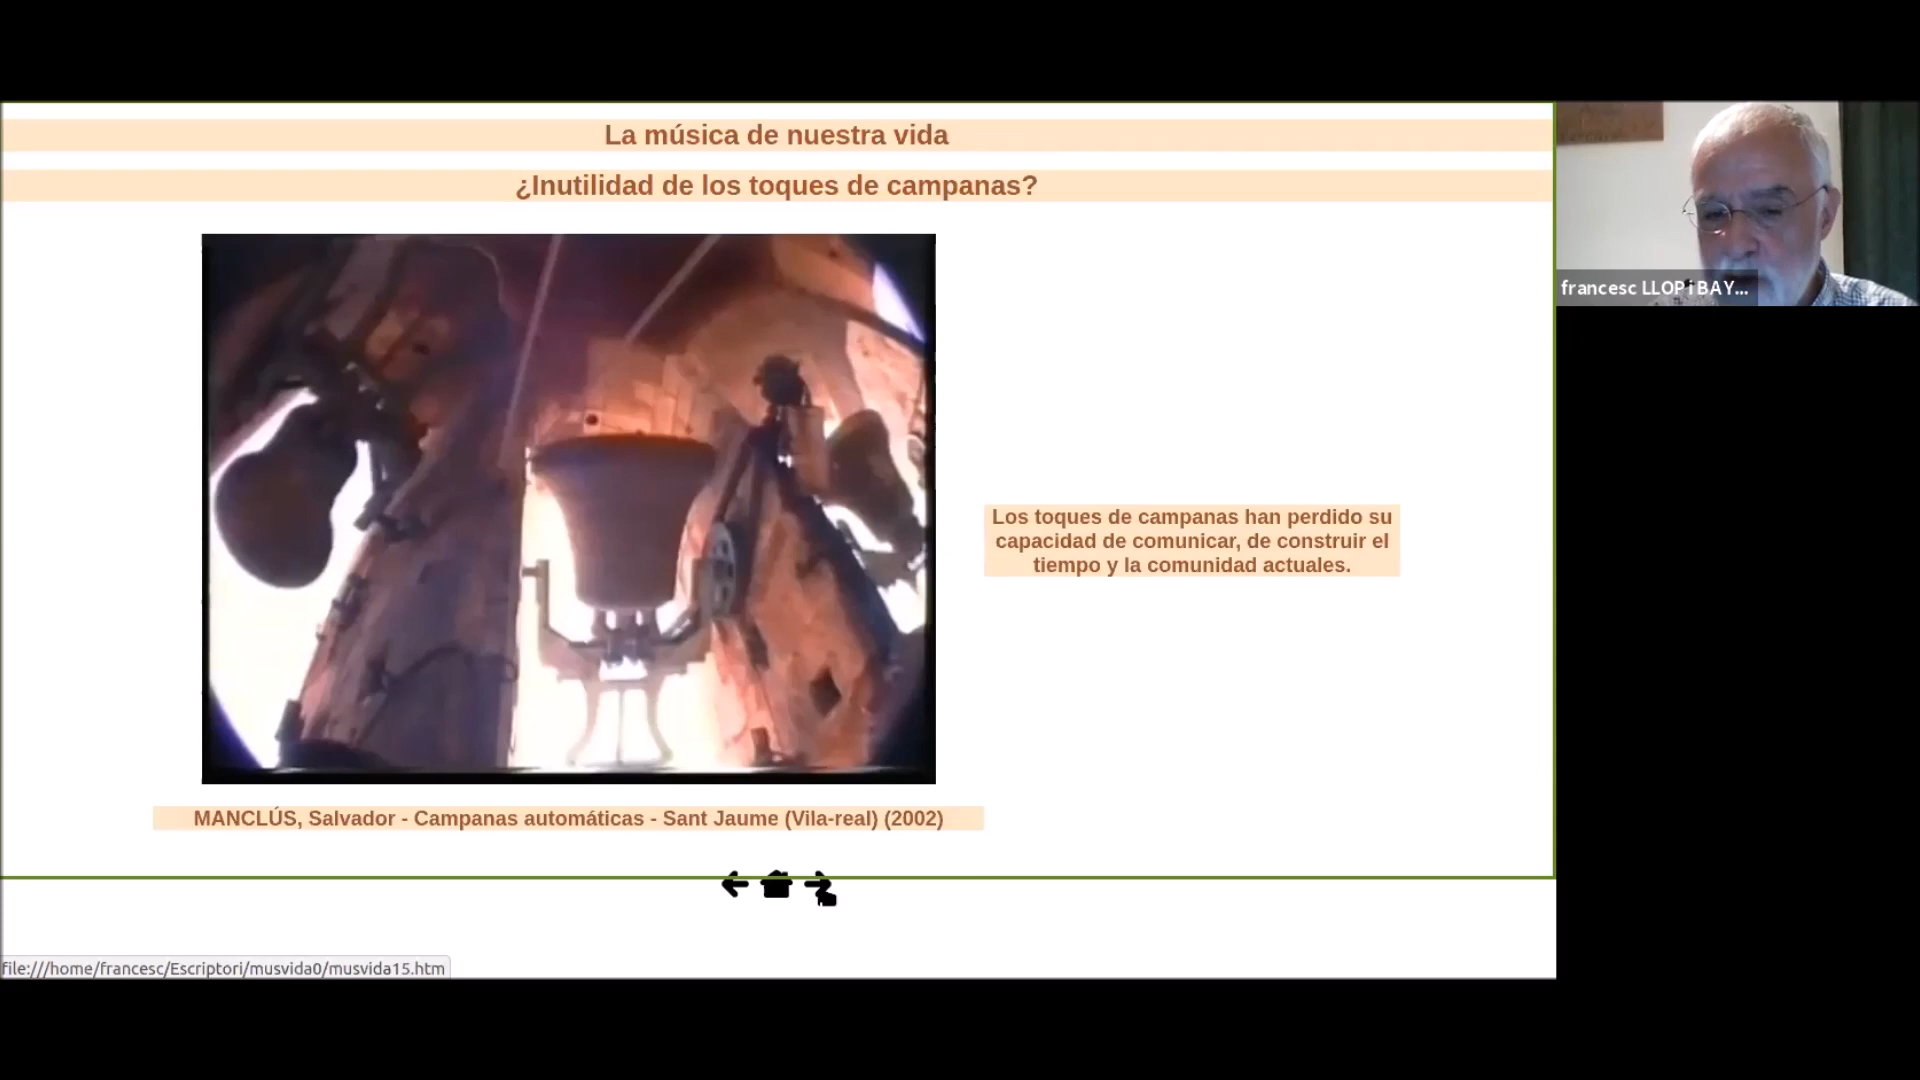 La música de nuestra vida
¿Inutilidad de los toques de campanas?
francesc LLOP i BAY...
Los toques de campanas han perdido su
capacidad de comunicar, de construir el
tiempo y la comunidad actuales.
MANCLÚS, Salvador - Campanas automáticas - Sant Jaume (Vila-real) (2002)
file:///home/francesc/Escriptori/musvida0/musvida15.htm